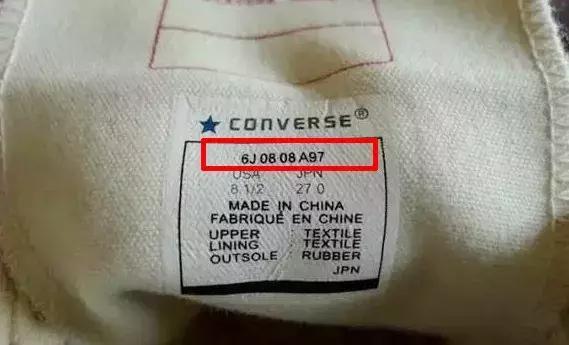 CONVERSE®
6J 08 08 A97
USA JPN
8 1/2 27 0
MADE IN CHINA
FABRIQUÉ EN CHINE
UPPER TEXTILE
LINING TEXTILE
OUTSOLE RUBBER
JPN